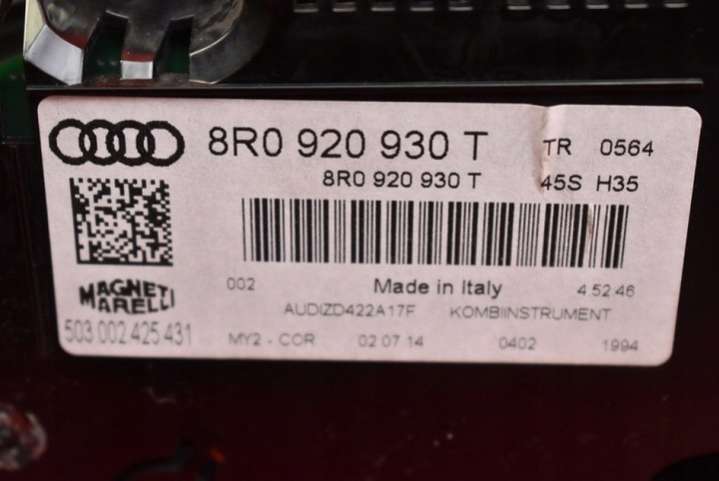 8R0 920 930 T TR 0564
8R0 920 930 T 45S H35
002 Made in Italy 4 52 46
MAGNETI MARELLI
AUDIZD422A17F KOMBIINSTRUMENT
503 002 425 431
MY2 - COR 02 07 14 0402 1994